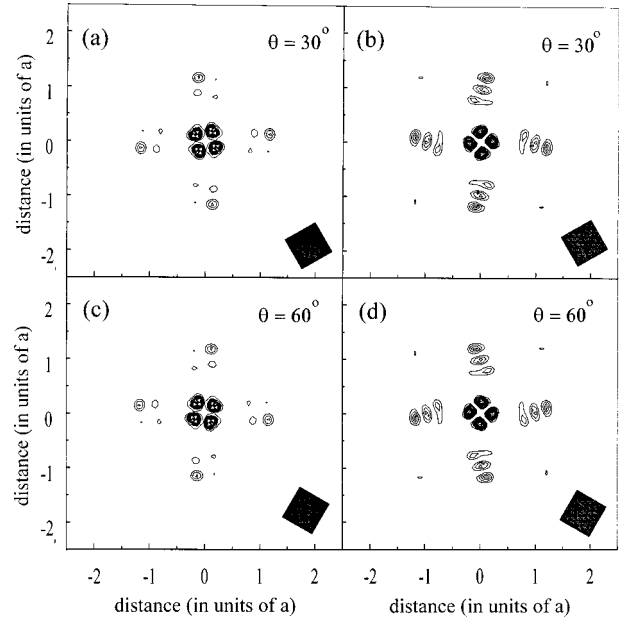 (a) θ = 30°
(b) θ = 30°
2
1
0
-1
-2
distance (in units of a)
(c) θ = 60°
(d) θ = 60°
2
1
0
-1
-2
distance (in units of a)
-2 -1 0 1 2
-2 -1 0 1 2
distance (in units of a)
distance (in units of a)